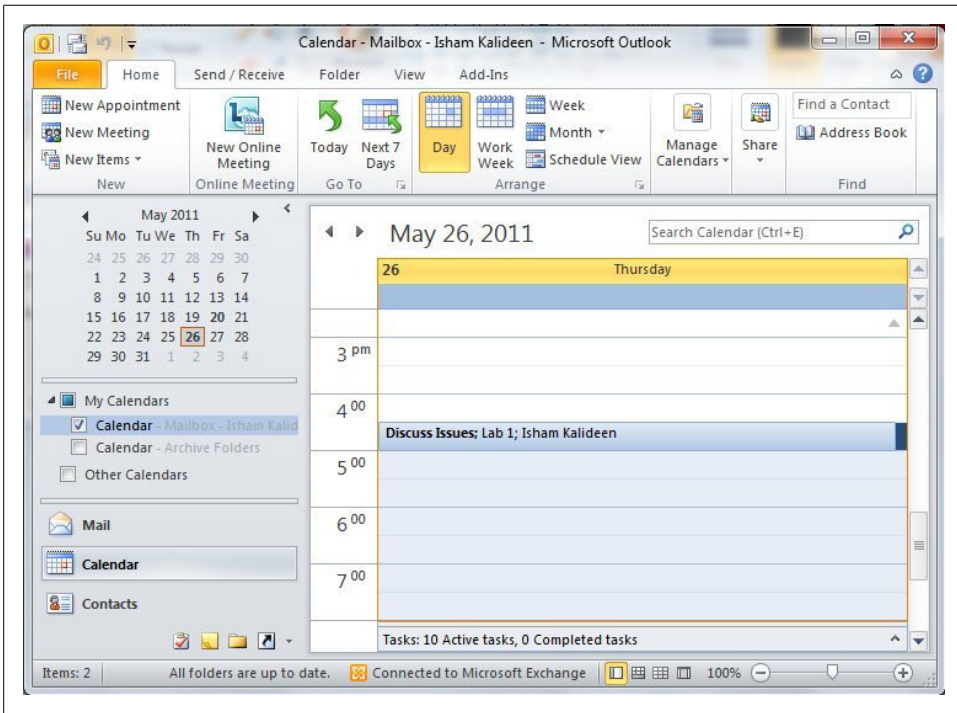 Calendar - Mailbox - Isham Kalideen - Microsoft Outlook
File Home Send / Receive Folder View Add-Ins
New Appointment
New Meeting
New Items
New
New Online
Meeting
Online Meeting
Today
Next 7
Days
Go To
Day
Work
Week
Week
Month
Schedule View
Arrange
Manage
Calendars
Share
Find a Contact
Address Book
Find
May 2011
Su Mo Tu We Th Fr Sa
24 25 26 27 28 29 30
1 2 3 4 5 6 7
8 9 10 11 12 13 14
15 16 17 18 19 20 21
22 23 24 25 26 27 28
29 30 31 1 2 3 4
My Calendars
Calendar - Mailbox - Isham Kalid
Calendar - Archive Folders
Other Calendars
Mail
Calendar
Contacts
May 26, 2011
Search Calendar (Ctrl+E)
26 Thursday
3 pm
4 00
Discuss Issues; Lab 1; Isham Kalideen
5 00
6 00
7 00
Tasks: 10 Active tasks, 0 Completed tasks
Items: 2 All folders are up to date. Connected to Microsoft Exchange 100%